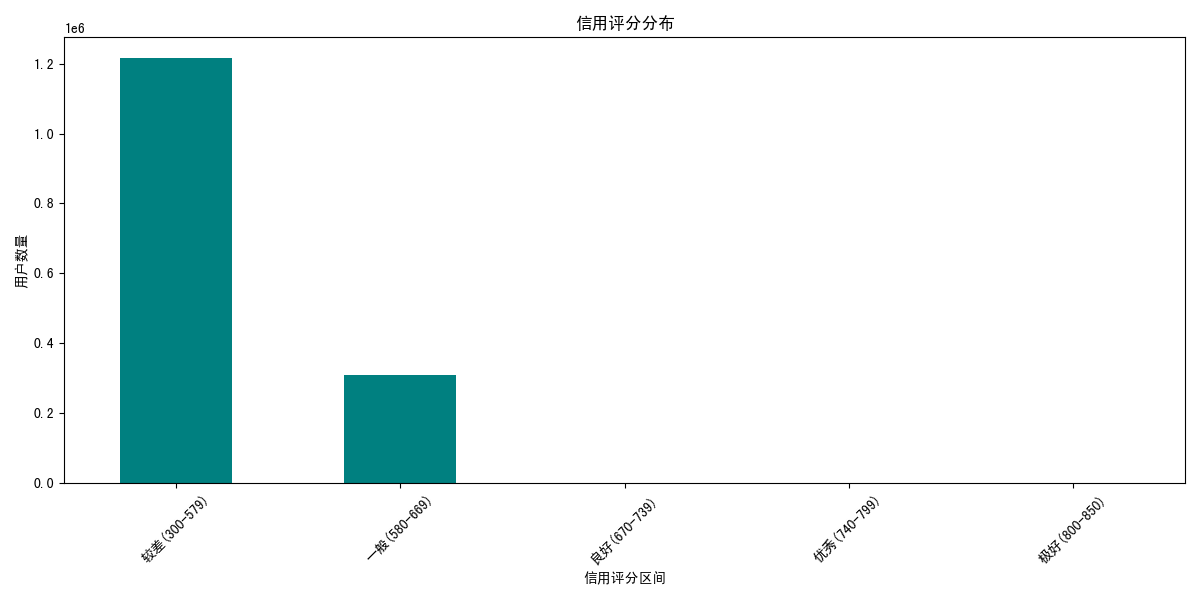 信用评分分布
1e6
1.2
1.0
0.8
0.6
0.4
0.2
0.0
用户数量
较差(300-579)
一般(580-669)
良好(670-739)
优秀(740-799)
极好(800-850)
信用评分区间